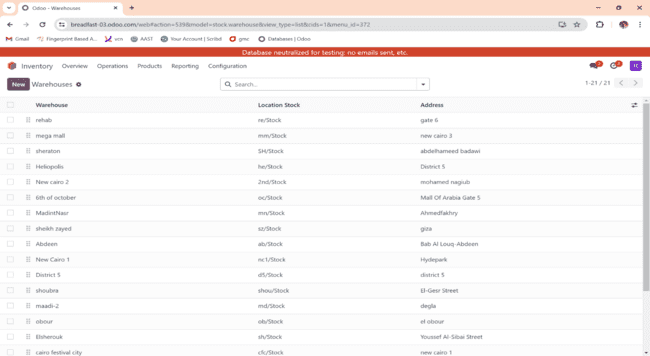 Odoo - Warehouses
breadfast-03.odoo.com/web#action=539&model=stock.warehouse&view_type=list&cids=1&menu_id=372
Gmail Fingerprint Based A... vcn AAST Your Account | Scribd gmc Databases | Odoo
Database neutralized for testing: no emails sent, etc.
Inventory Overview Operations Products Reporting Configuration
New Warehouses Search... 1-21 / 21
Warehouse Location Stock Address
rehab re/Stock gate 6
mega mall mm/Stock new cairo 3
sheraton SH/Stock abdelhameed badawi
Heliopolis he/Stock District 5
New cairo 2 2nd/Stock mohamed naguib
6th of october oc/Stock Mall Of Arabia Gate 5
MadintNasr mn/Stock Ahmedfakhry
sheikh zayed sz/Stock giza
Abdeen ab/Stock Bab Al Louq-Abdeen
New Cairo 1 nc1/Stock Hydepark
District 5 d5/Stock district 5
shoubra shou/Stock El-Gesr Street
maadi-2 md/Stock degla
obour ob/Stock el obour
Elsherouk sh/Stock Youssef Al-Sibai Street
cairo festival city cfc/Stock new cairo 1